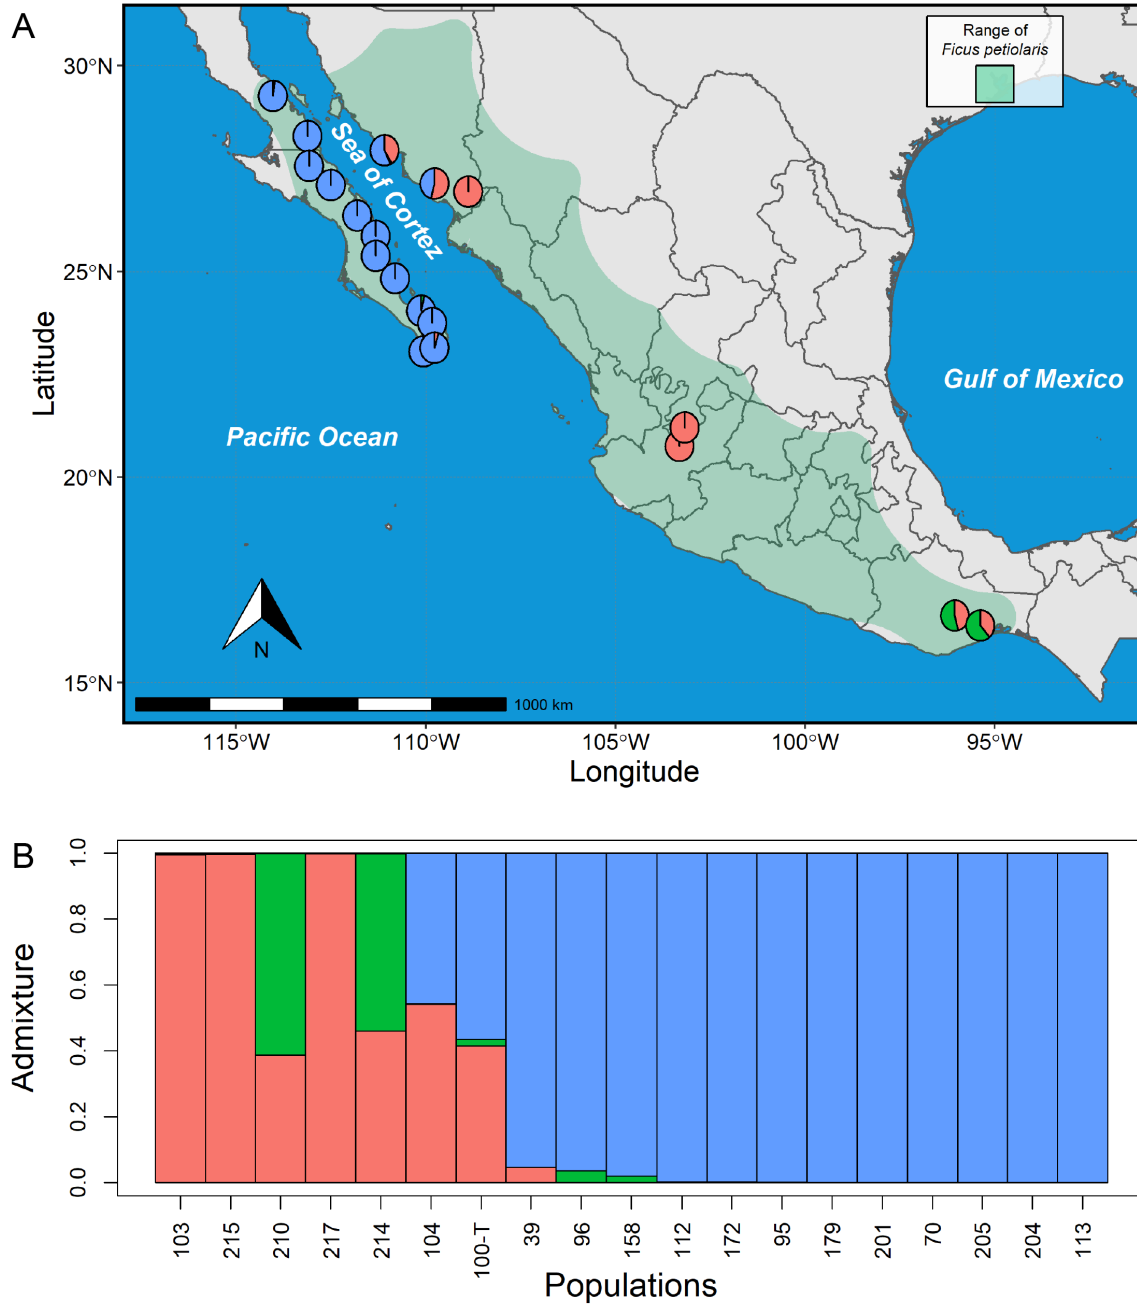 A
Range of
Ficus petiolaris
30°N
25°N
20°N
15°N
Latitude
Sea of Cortez
Gulf of Mexico
Pacific Ocean
N
1000 km
115°W
110°W
105°W
100°W
95°W
Longitude
B
1.0
0.8
0.6
0.4
0.2
0.0
Admixture
103
215
210
217
214
104
100-T
39
96
158
112
172
95
179
201
70
205
204
113
Populations